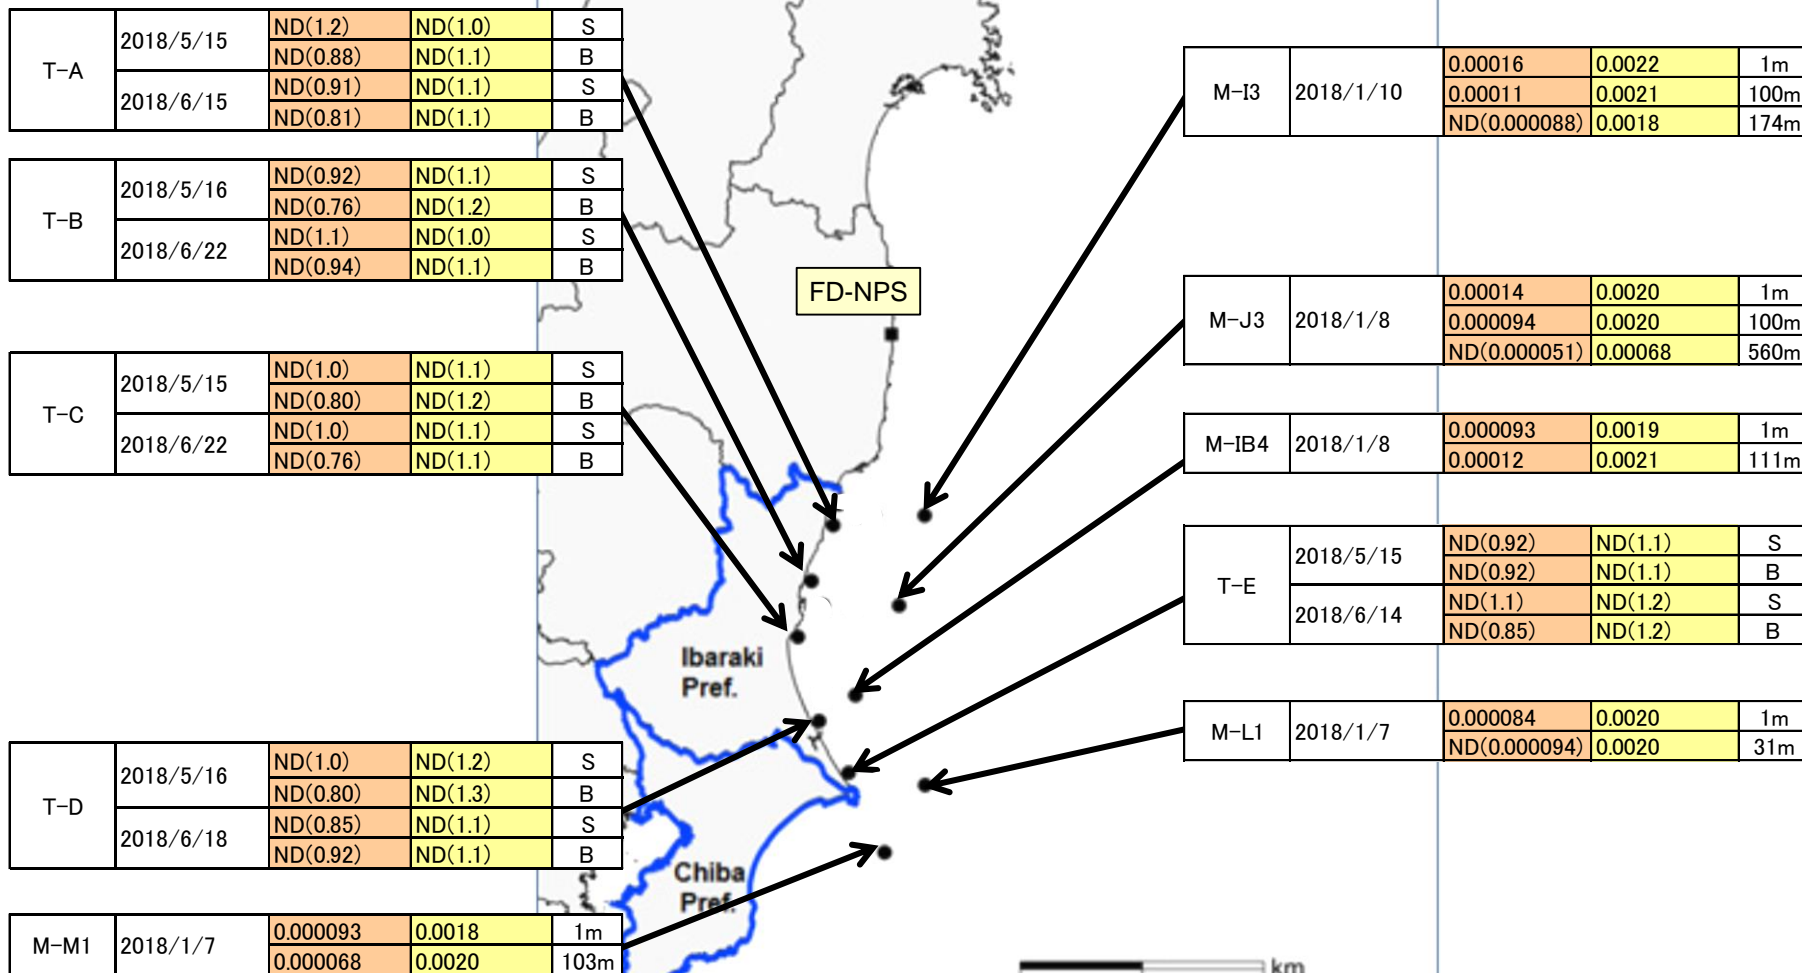 T-A
2018/5/15
ND(1.2) ND(1.0) S
ND(0.88) ND(1.1) B
2018/6/15
ND(0.91) ND(1.1) S
ND(0.81) ND(1.1) B
T-B
2018/5/16
ND(0.92) ND(1.1) S
ND(0.76) ND(1.2) B
2018/6/22
ND(1.1) ND(1.0) S
ND(0.94) ND(1.1) B
T-C
2018/5/15
ND(1.0) ND(1.1) S
ND(0.80) ND(1.2) B
2018/6/22
ND(1.0) ND(1.1) S
ND(0.76) ND(1.1) B
T-D
2018/5/16
ND(1.0) ND(1.2) S
ND(0.80) ND(1.3) B
2018/6/18
ND(0.85) ND(1.1) S
ND(0.92) ND(1.1) B
M-M1
2018/1/7
0.000093 0.0018 1m
0.000068 0.0020 103m
FD-NPS
Ibaraki
Pref.
Chiba
Pref.
km
M-I3
2018/1/10
0.00016 0.0022 1m
0.00011 0.0021 100m
ND(0.000088) 0.0018 174m
M-J3
2018/1/8
0.00014 0.0020 1m
0.000094 0.0020 100m
ND(0.000051) 0.00068 560m
M-IB4
2018/1/8
0.000093 0.0019 1m
0.00012 0.0021 111m
T-E
2018/5/15
ND(0.92) ND(1.1) S
ND(0.92) ND(1.1) B
2018/6/14
ND(1.1) ND(1.2) S
ND(0.85) ND(1.2) B
M-L1
2018/1/7
0.000084 0.0020 1m
ND(0.000094) 0.0020 31m